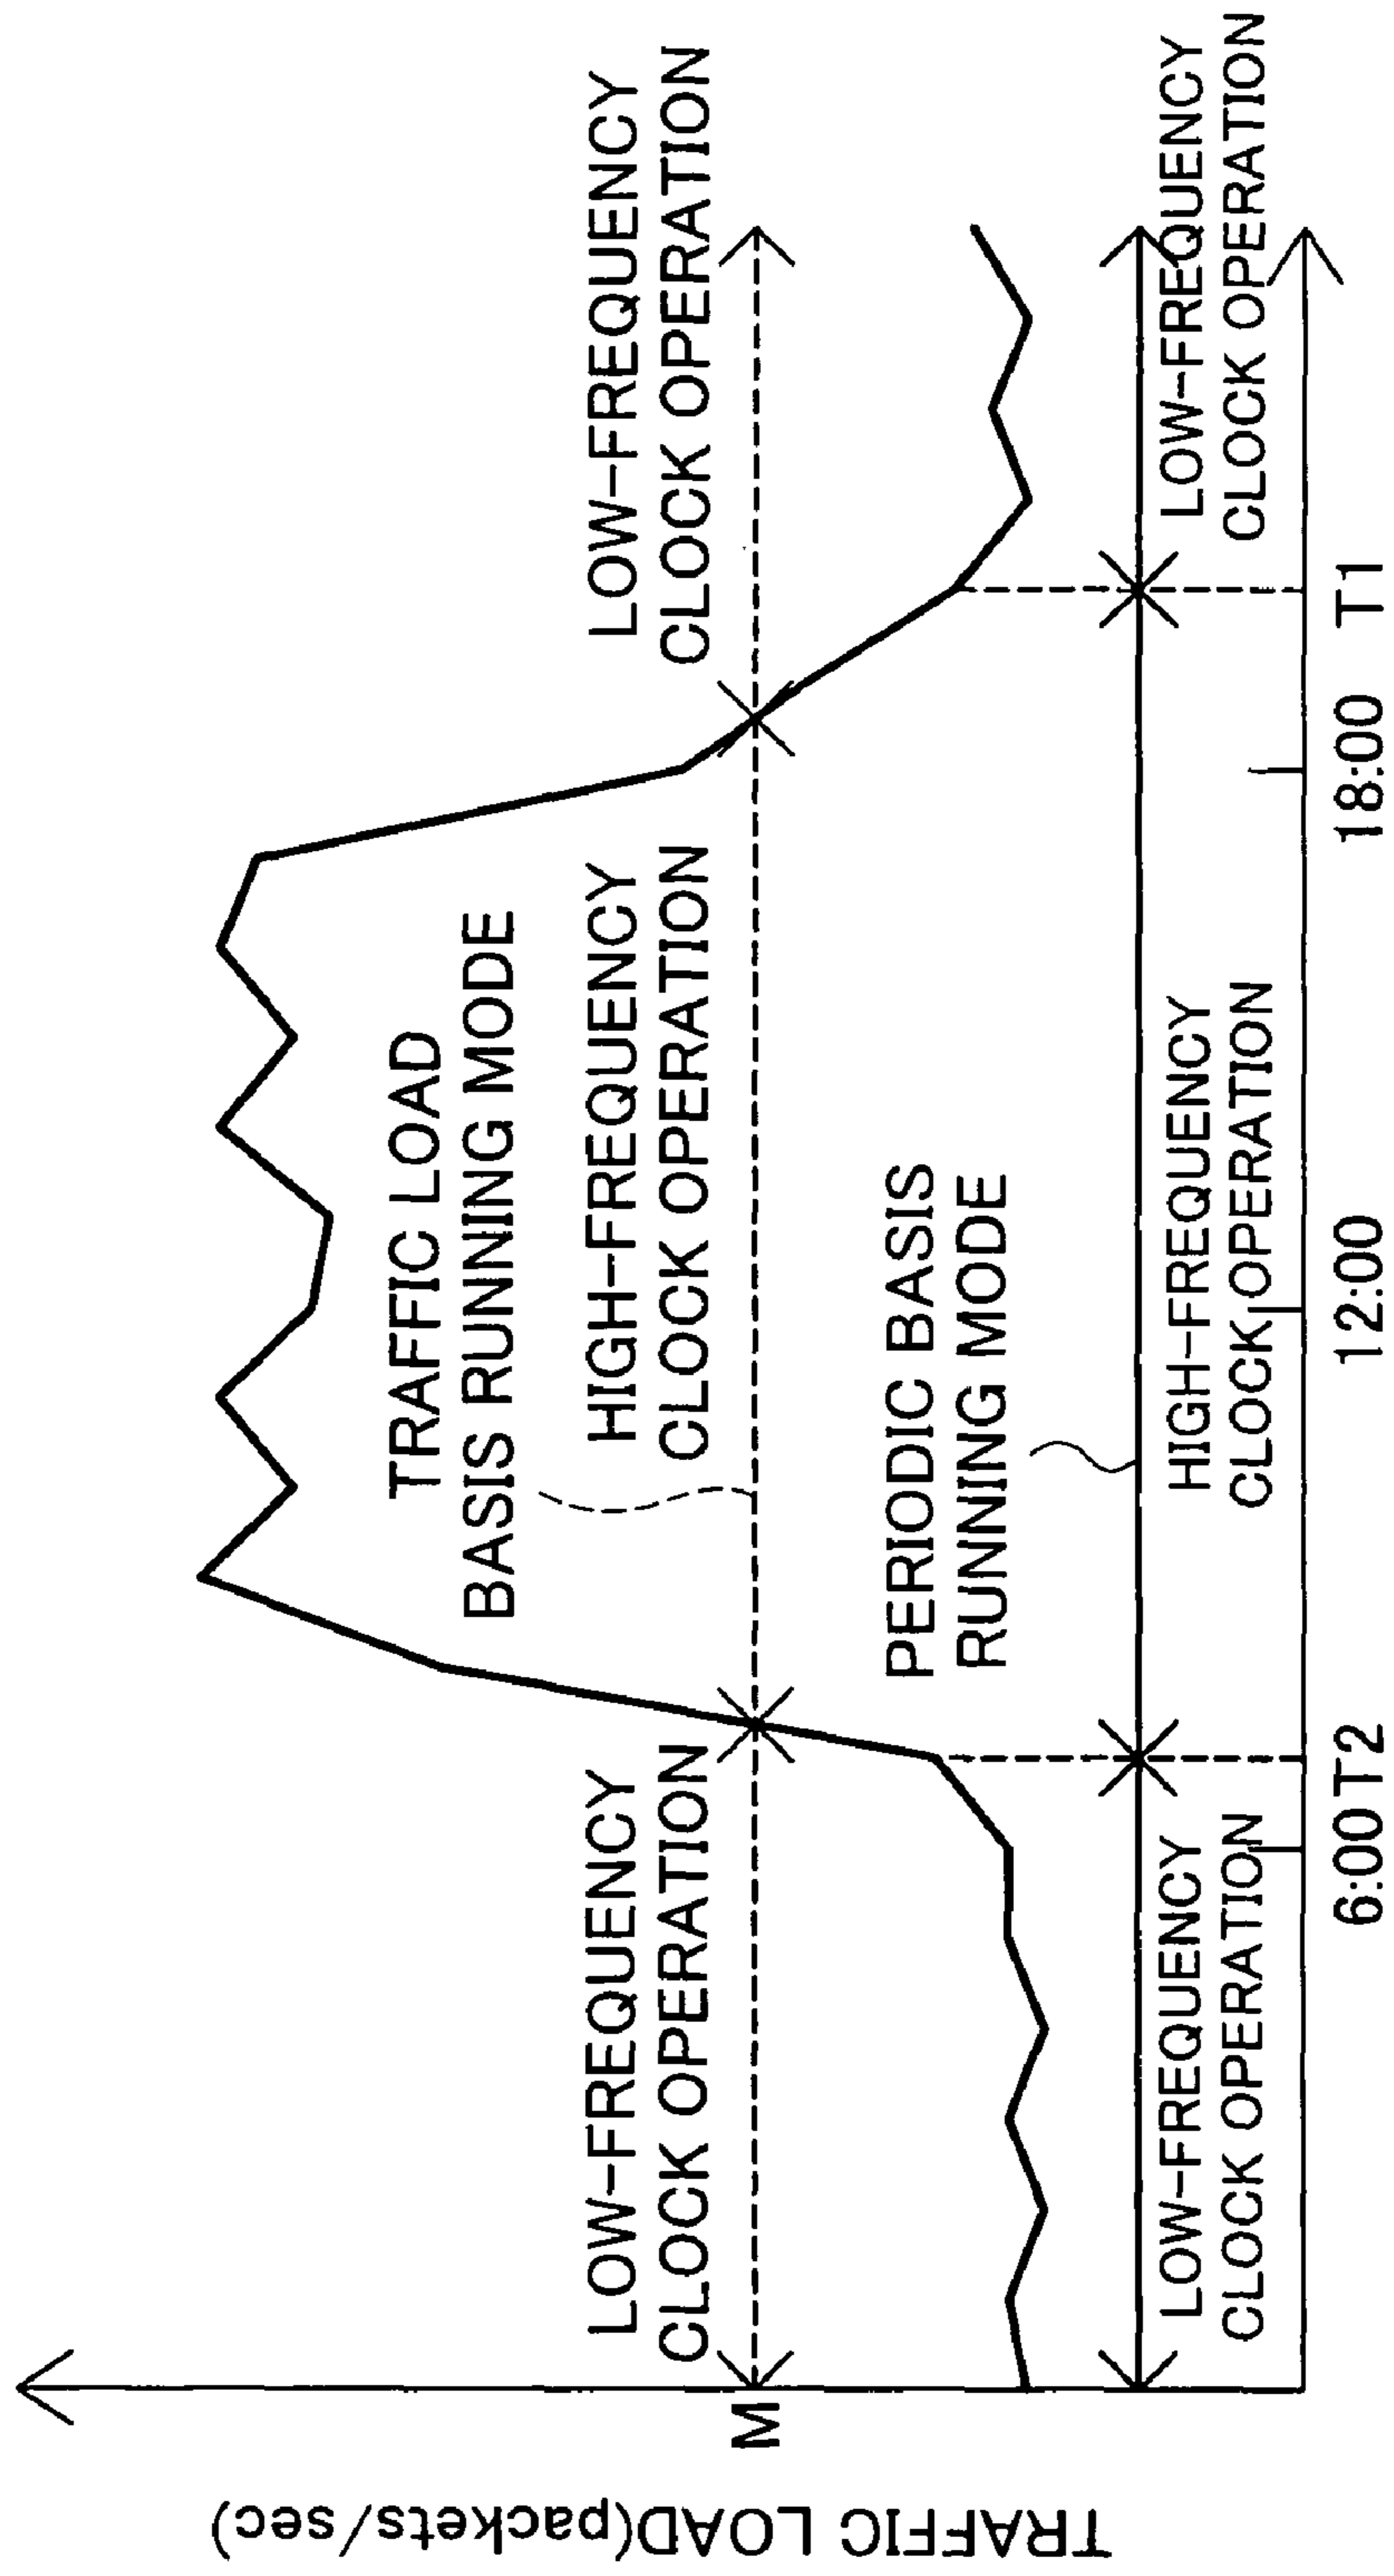 TRAFFIC LOAD(packets/sec)
M
LOW-FREQUENCY
CLOCK OPERATION
TRAFFIC LOAD
BASIS RUNNING MODE
HIGH-FREQUENCY
CLOCK OPERATION
LOW-FREQUENCY
CLOCK OPERATION
PERIODIC BASIS
RUNNING MODE
LOW-FREQUENCY
CLOCK OPERATION
HIGH-FREQUENCY
CLOCK OPERATION
LOW-FREQUENCY
CLOCK OPERATION
6:00 T2
12:00
18:00
T1